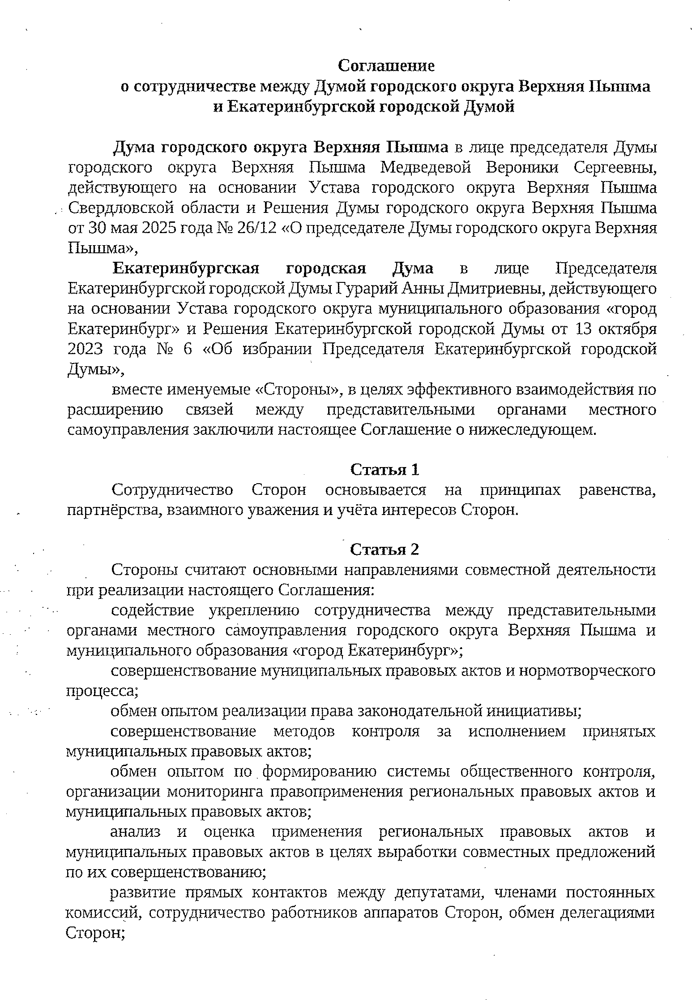 Соглашение
о сотрудничестве между Думой городского округа Верхняя Пышма
и Екатеринбургской городской Думой
Дума городского округа Верхняя Пышма в лице председателя Думы
городского округа Верхняя Пышма Медведевой Вероники Сергеевны,
действующего на основании Устава городского округа Верхняя Пышма
Свердловской области и Решения Думы городского округа Верхняя Пышма
от 30 мая 2025 года № 26/12 «О председателе Думы городского округа Верхняя
Пышма»,
Екатеринбургская городская Дума в лице Председателя
Екатеринбургской городской Думы Гурарий Анны Дмитриевны, действующего
на основании Устава городского округа муниципального образования «город
Екатеринбург» и Решения Екатеринбургской городской Думы от 13 октября
2023 года № 6 «Об избрании Председателя Екатеринбургской городской
Думы»,
вместе именуемые «Стороны», в целях эффективного взаимодействия по
расширению связей между представительными органами местного
самоуправления заключили настоящее Соглашение о нижеследующем.
Статья 1
Сотрудничество Сторон основывается на принципах равенства,
партнёрства, взаимного уважения и учёта интересов Сторон.
Статья 2
Стороны считают основными направлениями совместной деятельности
при реализации настоящего Соглашения:
содействие укреплению сотрудничества между представительными
органами местного самоуправления городского округа Верхняя Пышма и
муниципального образования «город Екатеринбург»;
совершенствование муниципальных правовых актов и нормотворческого
процесса;
обмен опытом реализации права законодательной инициативы;
совершенствование методов контроля за исполнением принятых
муниципальных правовых актов;
обмен опытом по формированию системы общественного контроля,
организации мониторинга правоприменения региональных правовых актов и
муниципальных правовых актов;
анализ и оценка применения региональных правовых актов и
муниципальных правовых актов в целях выработки совместных предложений
по их совершенствованию;
развитие прямых контактов между депутатами, членами постоянных
комиссий, сотрудничество работников аппаратов Сторон, обмен делегациями
Сторон;